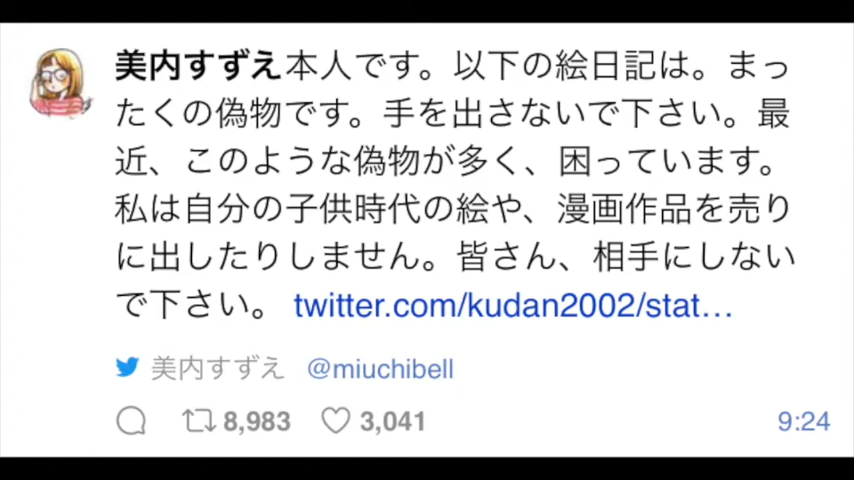 美内すずえ本人です。以下の絵日記は。まっ
たくの偽物です。手を出さないで下さい。最
近、このような偽物が多く、困っています。
私は自分の子供時代の絵や、漫画作品を売り
に出したりしません。皆さん、相手にしない
で下さい。 twitter.com/kudan2002/stat…
美内すずえ @miuchibell
8,983 3,041 9:24